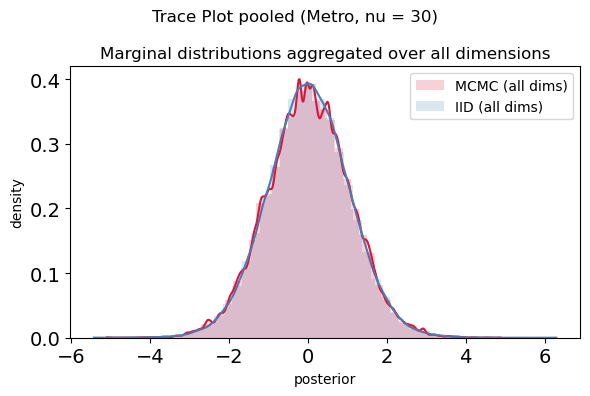 Trace Plot pooled (Metro, nu = 30)
Marginal distributions aggregated over all dimensions
MCMC (all dims)
IID (all dims)
density
0.4
0.3
0.2
0.1
0.0
−6 −4 −2 0 2 4 6
posterior